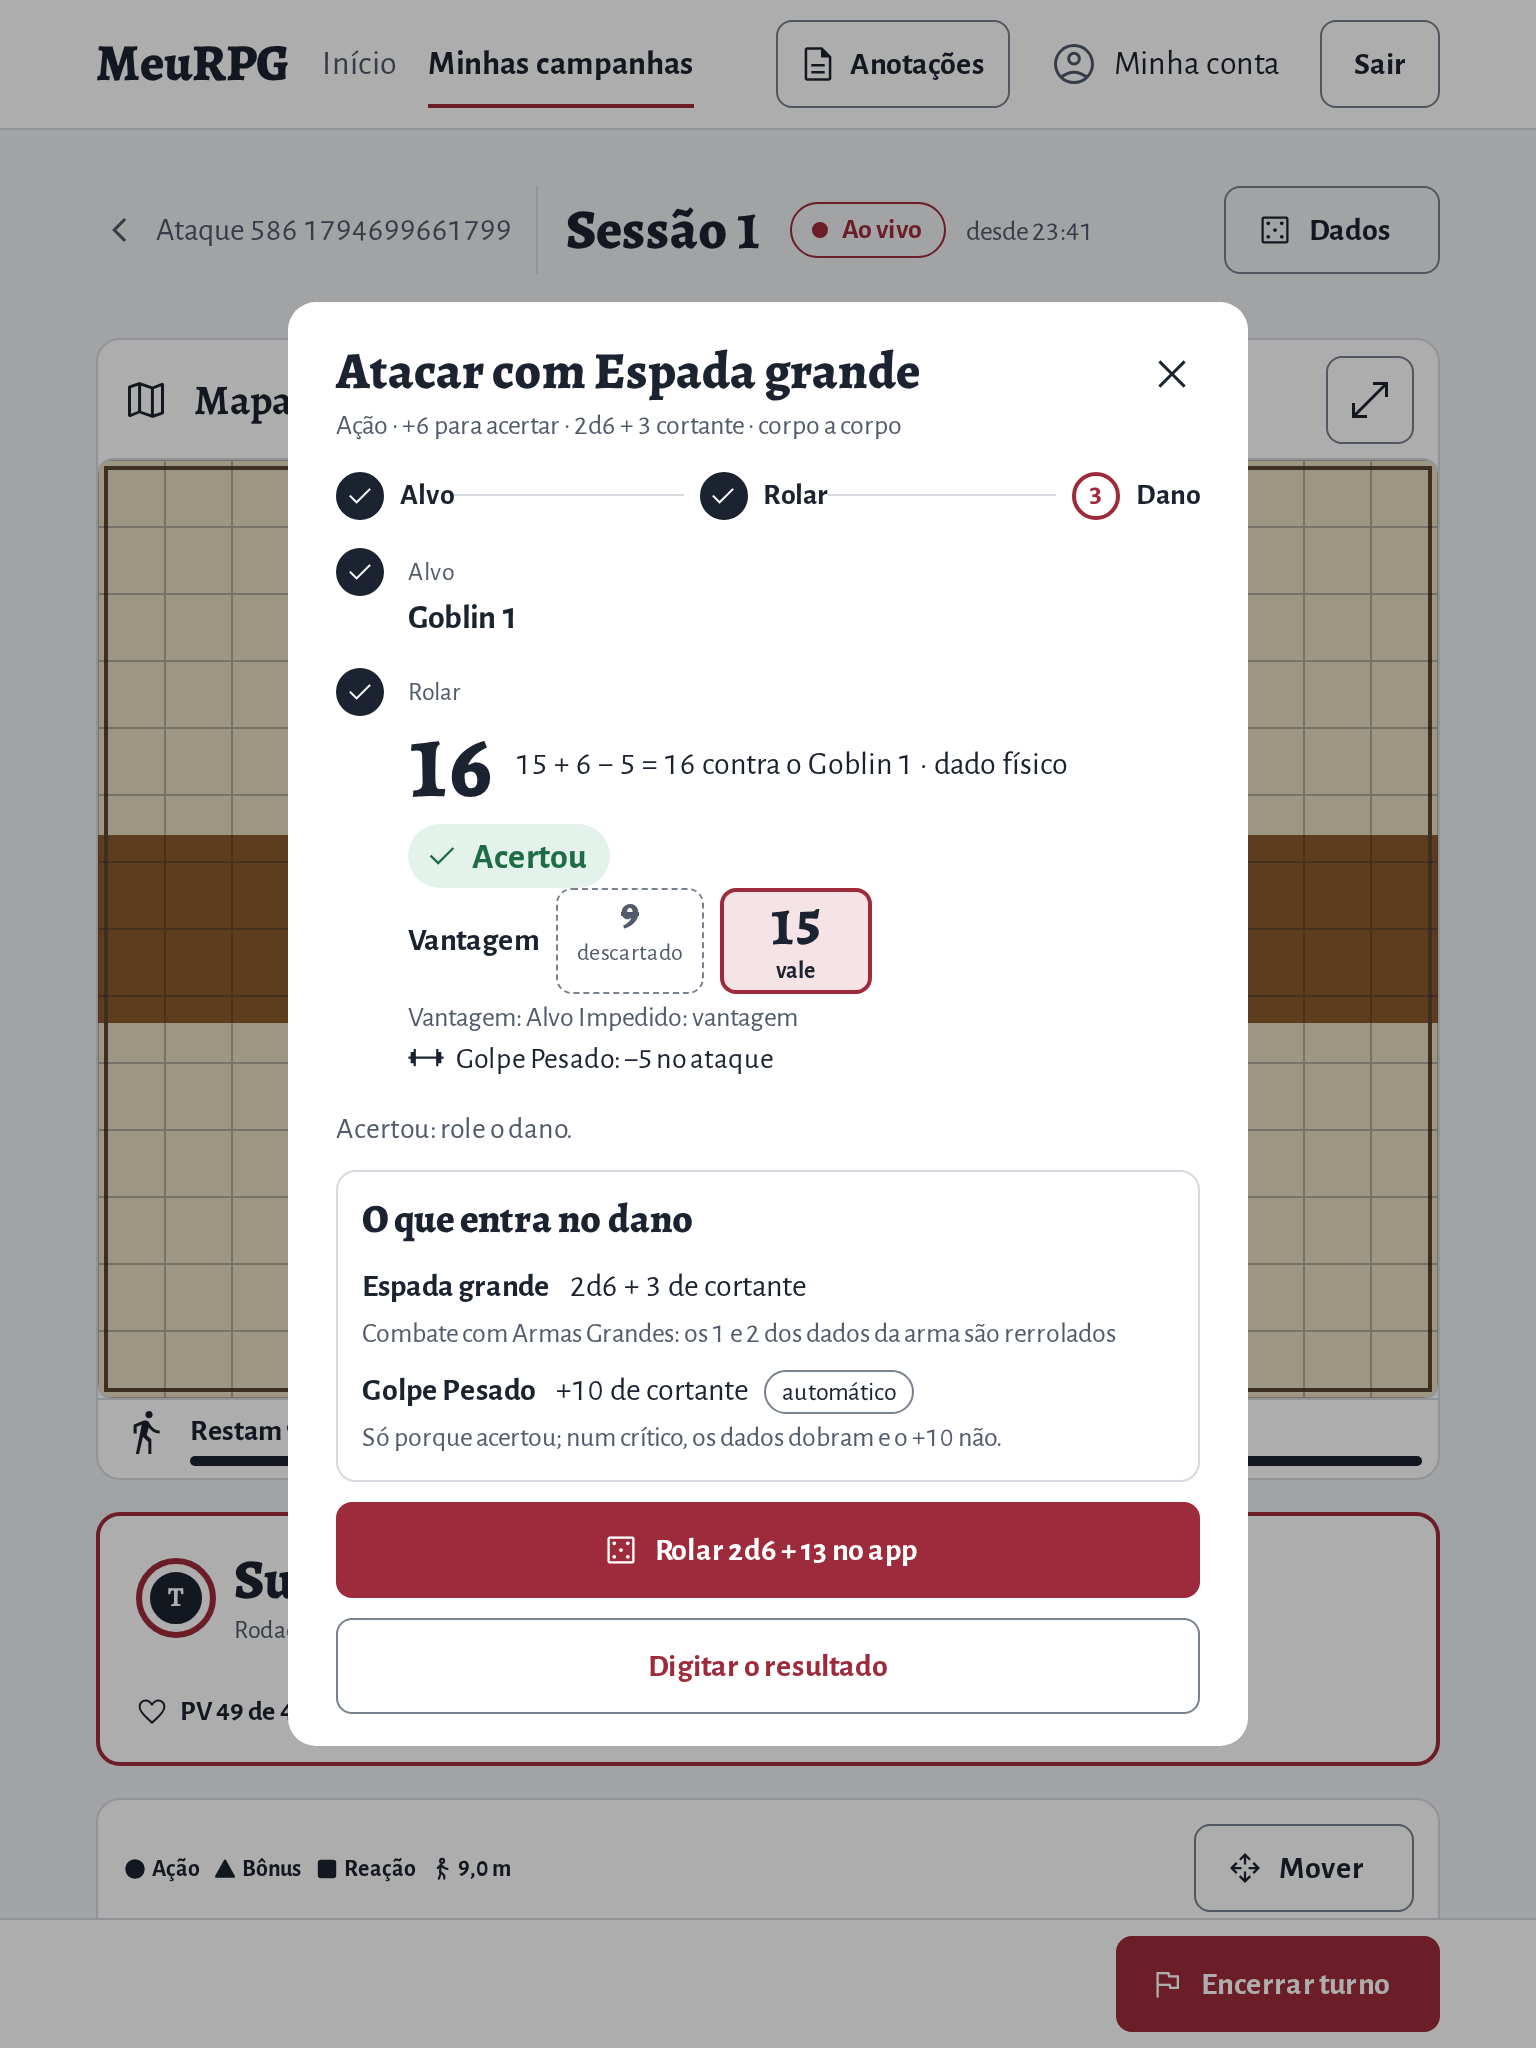 MeuRPG Início Minhas campanhas Anotações Minha conta Sair
Ataque 586 1794699661799 Sessão 1 Ao vivo desde 23:41 Dados
Mapa
Atacar com Espada grande
Ação · +6 para acertar · 2d6 + 3 cortante · corpo a corpo
Alvo Rolar 3 Dano
Alvo
Goblin 1
Rolar
16 15 + 6 − 5 = 16 contra o Goblin 1 · dado físico
Acertou
Vantagem 9 descartado 15 vale
Vantagem: Alvo Impedido: vantagem
Golpe Pesado: −5 no ataque
Acertou: role o dano.
O que entra no dano
Espada grande 2d6 + 3 de cortante
Combate com Armas Grandes: os 1 e 2 dos dados da arma são rerrolados
Golpe Pesado +10 de cortante automático
Só porque acertou; num crítico, os dados dobram e o +10 não.
Rolar 2d6 + 13 no app
Digitar o resultado
Restam
T Su
Roda
PV 49 de
Ação Bônus Reação 9,0 m Mover
Encerrar turno